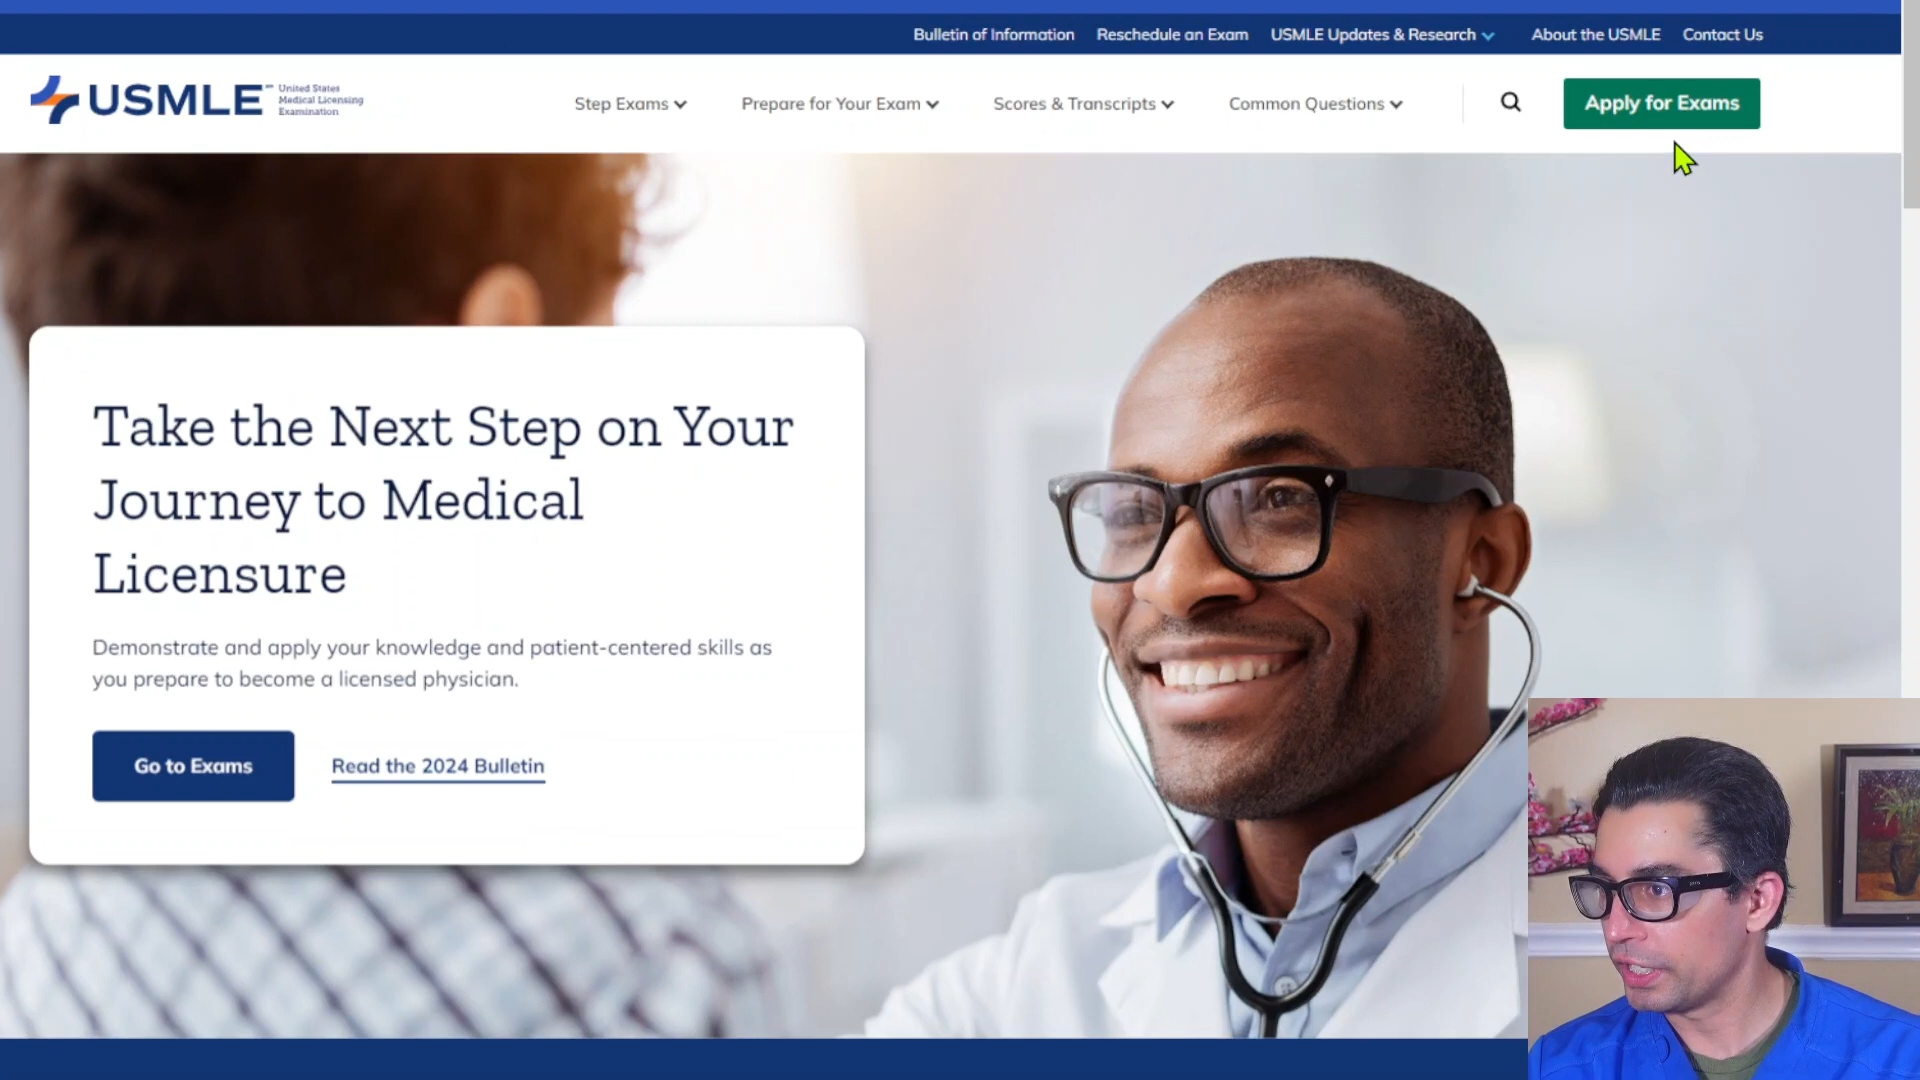 Bulletin of Information Reschedule an Exam USMLE Updates & Research About the USMLE Contact Us
USMLE United States
Medical Licensing
Examination
Step Exams Prepare for Your Exam Scores & Transcripts Common Questions Apply for Exams
Take the Next Step on Your
Journey to Medical
Licensure
Demonstrate and apply your knowledge and patient-centered skills as
you prepare to become a licensed physician.
Go to Exams Read the 2024 Bulletin